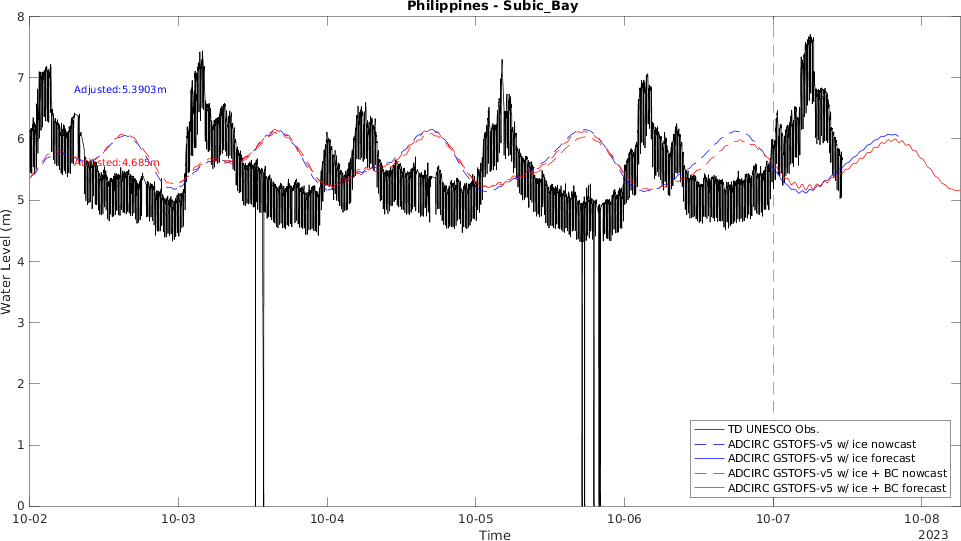 Philippines - Subic_Bay
Water Level (m)
8
7
6
5
4
3
2
1
0
Adjusted:5.3903m
Adjusted:4.685m
TD UNESCO Obs.
ADCIRC GSTOFS-v5 w/ ice nowcast
ADCIRC GSTOFS-v5 w/ ice forecast
ADCIRC GSTOFS-v5 w/ ice + BC nowcast
ADCIRC GSTOFS-v5 w/ ice + BC forecast
10-02 10-03 10-04 10-05 10-06 10-07 10-08
Time
2023